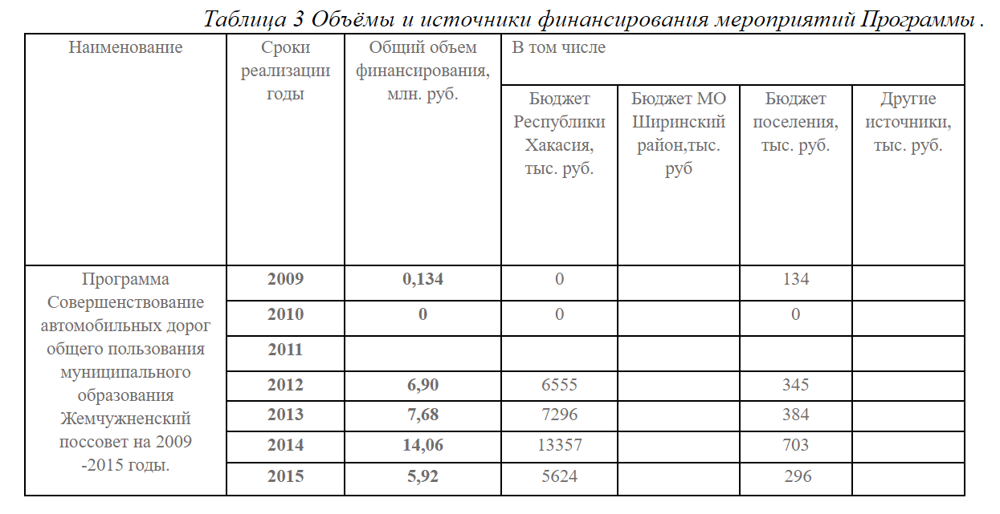 Таблица 3 Объёмы и источники финансирования мероприятий Программы .
Наименование
Сроки
реализации
годы
Общий объем
финансирования,
млн. руб.
В том числе
Бюджет
Республики
Хакасия,
тыс. руб.
Бюджет МО
Ширинский
район,тыс.
руб
Бюджет
поселения,
тыс. руб.
Другие
источники,
тыс. руб.
Программа
Совершенствование
автомобильных дорог
общего пользования
муниципального
образования
Жемчужненский
поссовет на 2009
-2015 годы.
2009 0,134 0 134
2010 0 0 0
2011
2012 6,90 6555 345
2013 7,68 7296 384
2014 14,06 13357 703
2015 5,92 5624 296